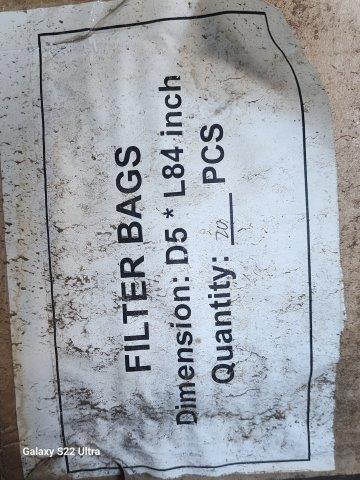 FILTER BAGS
Dimension: D5 * L84 inch
Quantity: 20 PCS
Galaxy S22 Ultra